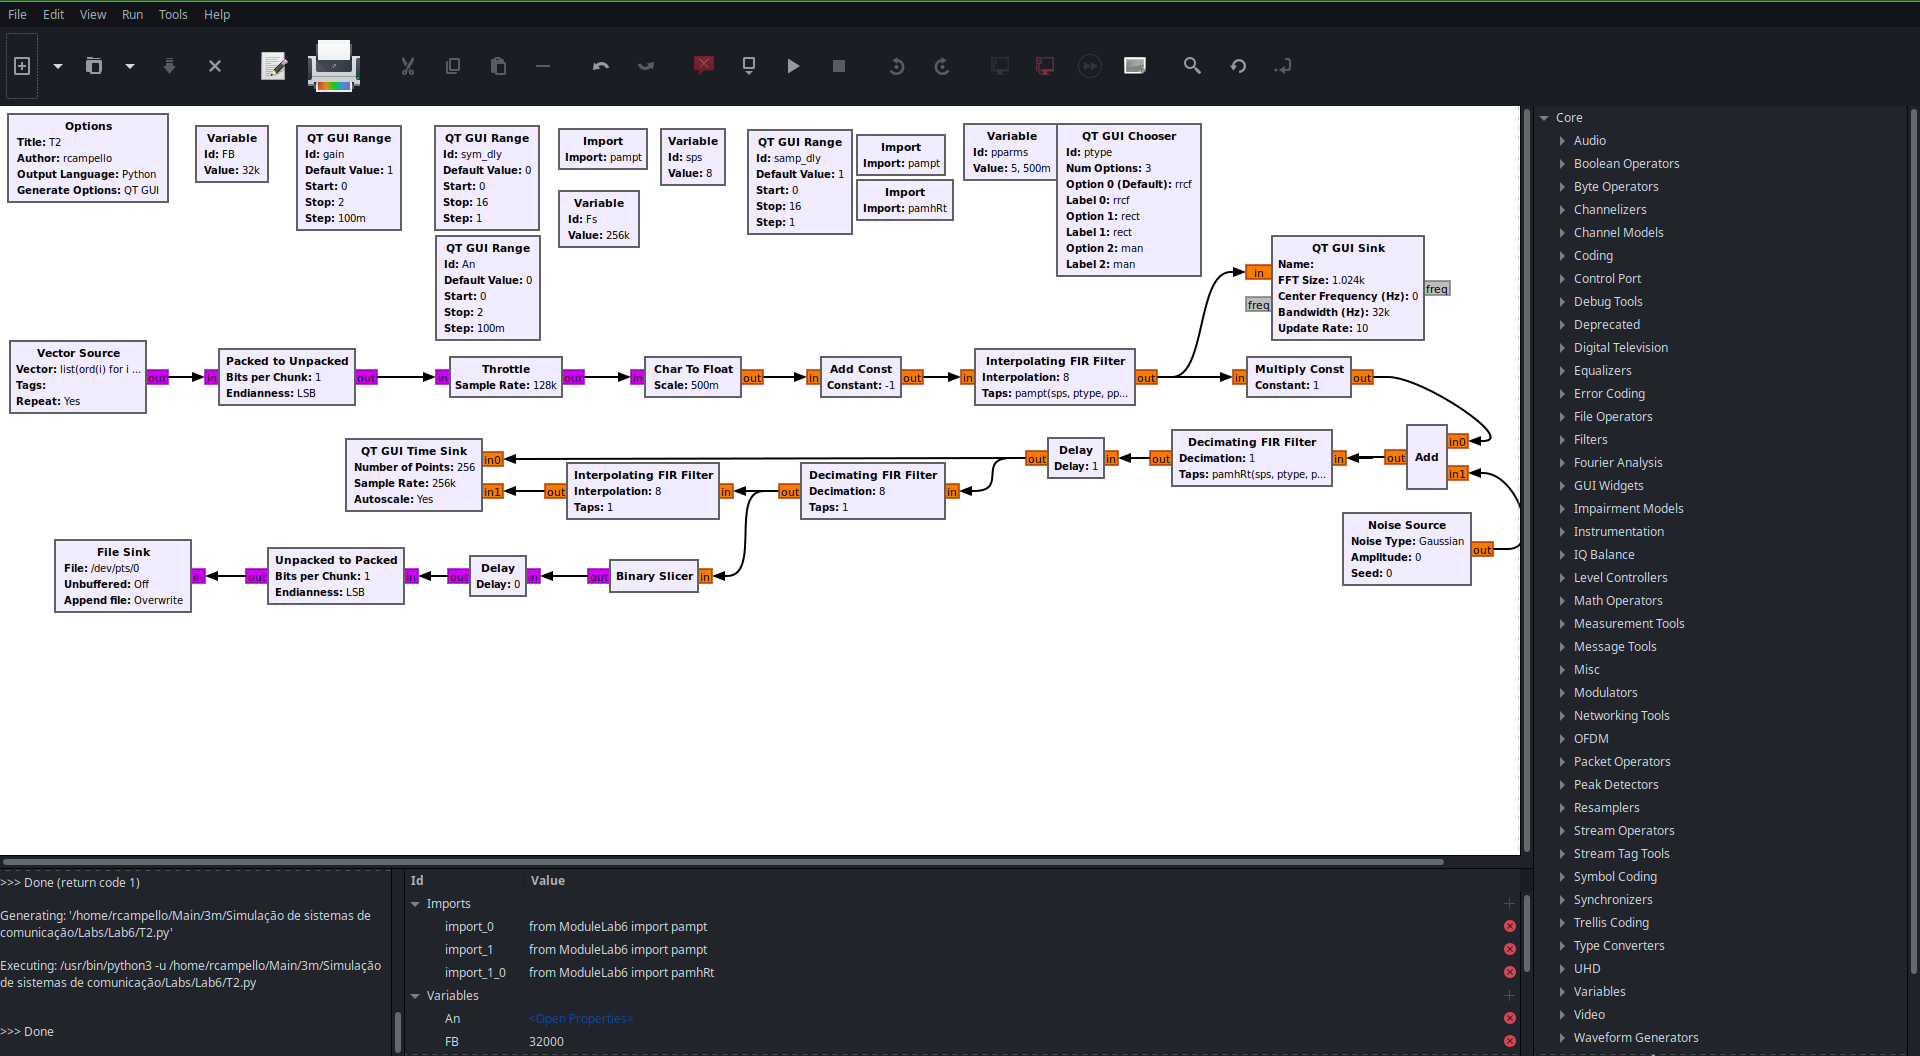 File Edit View Run Tools Help
Options
Title: T2
Author: rcampello
Output Language: Python
Generate Options: QT GUI
Variable
Id: FB
Value: 32k
QT GUI Range
Id: gain
Default Value: 1
Start: 0
Stop: 2
Step: 100m
QT GUI Range
Id: sym_dly
Default Value: 0
Start: 0
Stop: 16
Step: 1
Import
Import: pampt
Variable
Id: sps
Value: 8
QT GUI Range
Id: samp_dly
Default Value: 1
Start: 0
Stop: 16
Step: 1
Import
Import: pampt
Import
Import: pamhRt
Variable
Id: pparms
Value: 5, 500m
QT GUI Chooser
Id: ptype
Num Options: 3
Option 0 (Default): rrcf
Label 0: rrcf
Option 1: rect
Label 1: rect
Option 2: man
Label 2: man
Variable
Id: Fs
Value: 256k
QT GUI Range
Id: An
Default Value: 0
Start: 0
Stop: 2
Step: 100m
in
freq
QT GUI Sink
Name:
FFT Size: 1.024k
Center Frequency (Hz): 0
Bandwidth (Hz): 32k
Update Rate: 10
freq
Vector Source
Vector: list(ord(i) for i ...
Tags:
Repeat: Yes
out
in
Packed to Unpacked
Bits per Chunk: 1
Endianness: LSB
out
in
Throttle
Sample Rate: 128k
out
in
Char To Float
Scale: 500m
out
in
Add Const
Constant: -1
out
in
Interpolating FIR Filter
Interpolation: 8
Taps: pampt(sps, ptype, pp...
out
in
Multiply Const
Constant: 1
out
QT GUI Time Sink
Number of Points: 256
Sample Rate: 256k
Autoscale: Yes
in0
in1
out
Interpolating FIR Filter
Interpolation: 8
Taps: 1
in
out
Decimating FIR Filter
Decimation: 8
Taps: 1
in
out
Delay
Delay: 1
in
out
Decimating FIR Filter
Decimation: 1
Taps: pamhRt(sps, ptype, p...
in
out
Add
in0
in1
Noise Source
Noise Type: Gaussian
Amplitude: 0
Seed: 0
out
File Sink
File: /dev/pts/0
Unbuffered: Off
Append file: Overwrite
in
out
Unpacked to Packed
Bits per Chunk: 1
Endianness: LSB
in
out
Delay
Delay: 0
in
out
Binary Slicer
in
Core
Audio
Boolean Operators
Byte Operators
Channelizers
Channel Models
Coding
Control Port
Debug Tools
Deprecated
Digital Television
Equalizers
Error Coding
File Operators
Filters
Fourier Analysis
GUI Widgets
Impairment Models
Instrumentation
IQ Balance
Level Controllers
Math Operators
Measurement Tools
Message Tools
Misc
Modulators
Networking Tools
OFDM
Packet Operators
Peak Detectors
Resamplers
Stream Operators
Stream Tag Tools
Symbol Coding
Synchronizers
Trellis Coding
Type Converters
UHD
Variables
Video
Waveform Generators
>>> Done (return code 1)
Generating: '/home/rcampello/Main/3m/Simulação de sistemas de
comunicação/Labs/Lab6/T2.py'
Executing: /usr/bin/python3 -u /home/rcampello/Main/3m/Simulação
de sistemas de comunicação/Labs/Lab6/T2.py
>>> Done
Id Value
Imports
import_0 from ModuleLab6 import pampt
import_1 from ModuleLab6 import pampt
import_1_0 from ModuleLab6 import pamhRt
Variables
An <Open Properties>
FB 32000